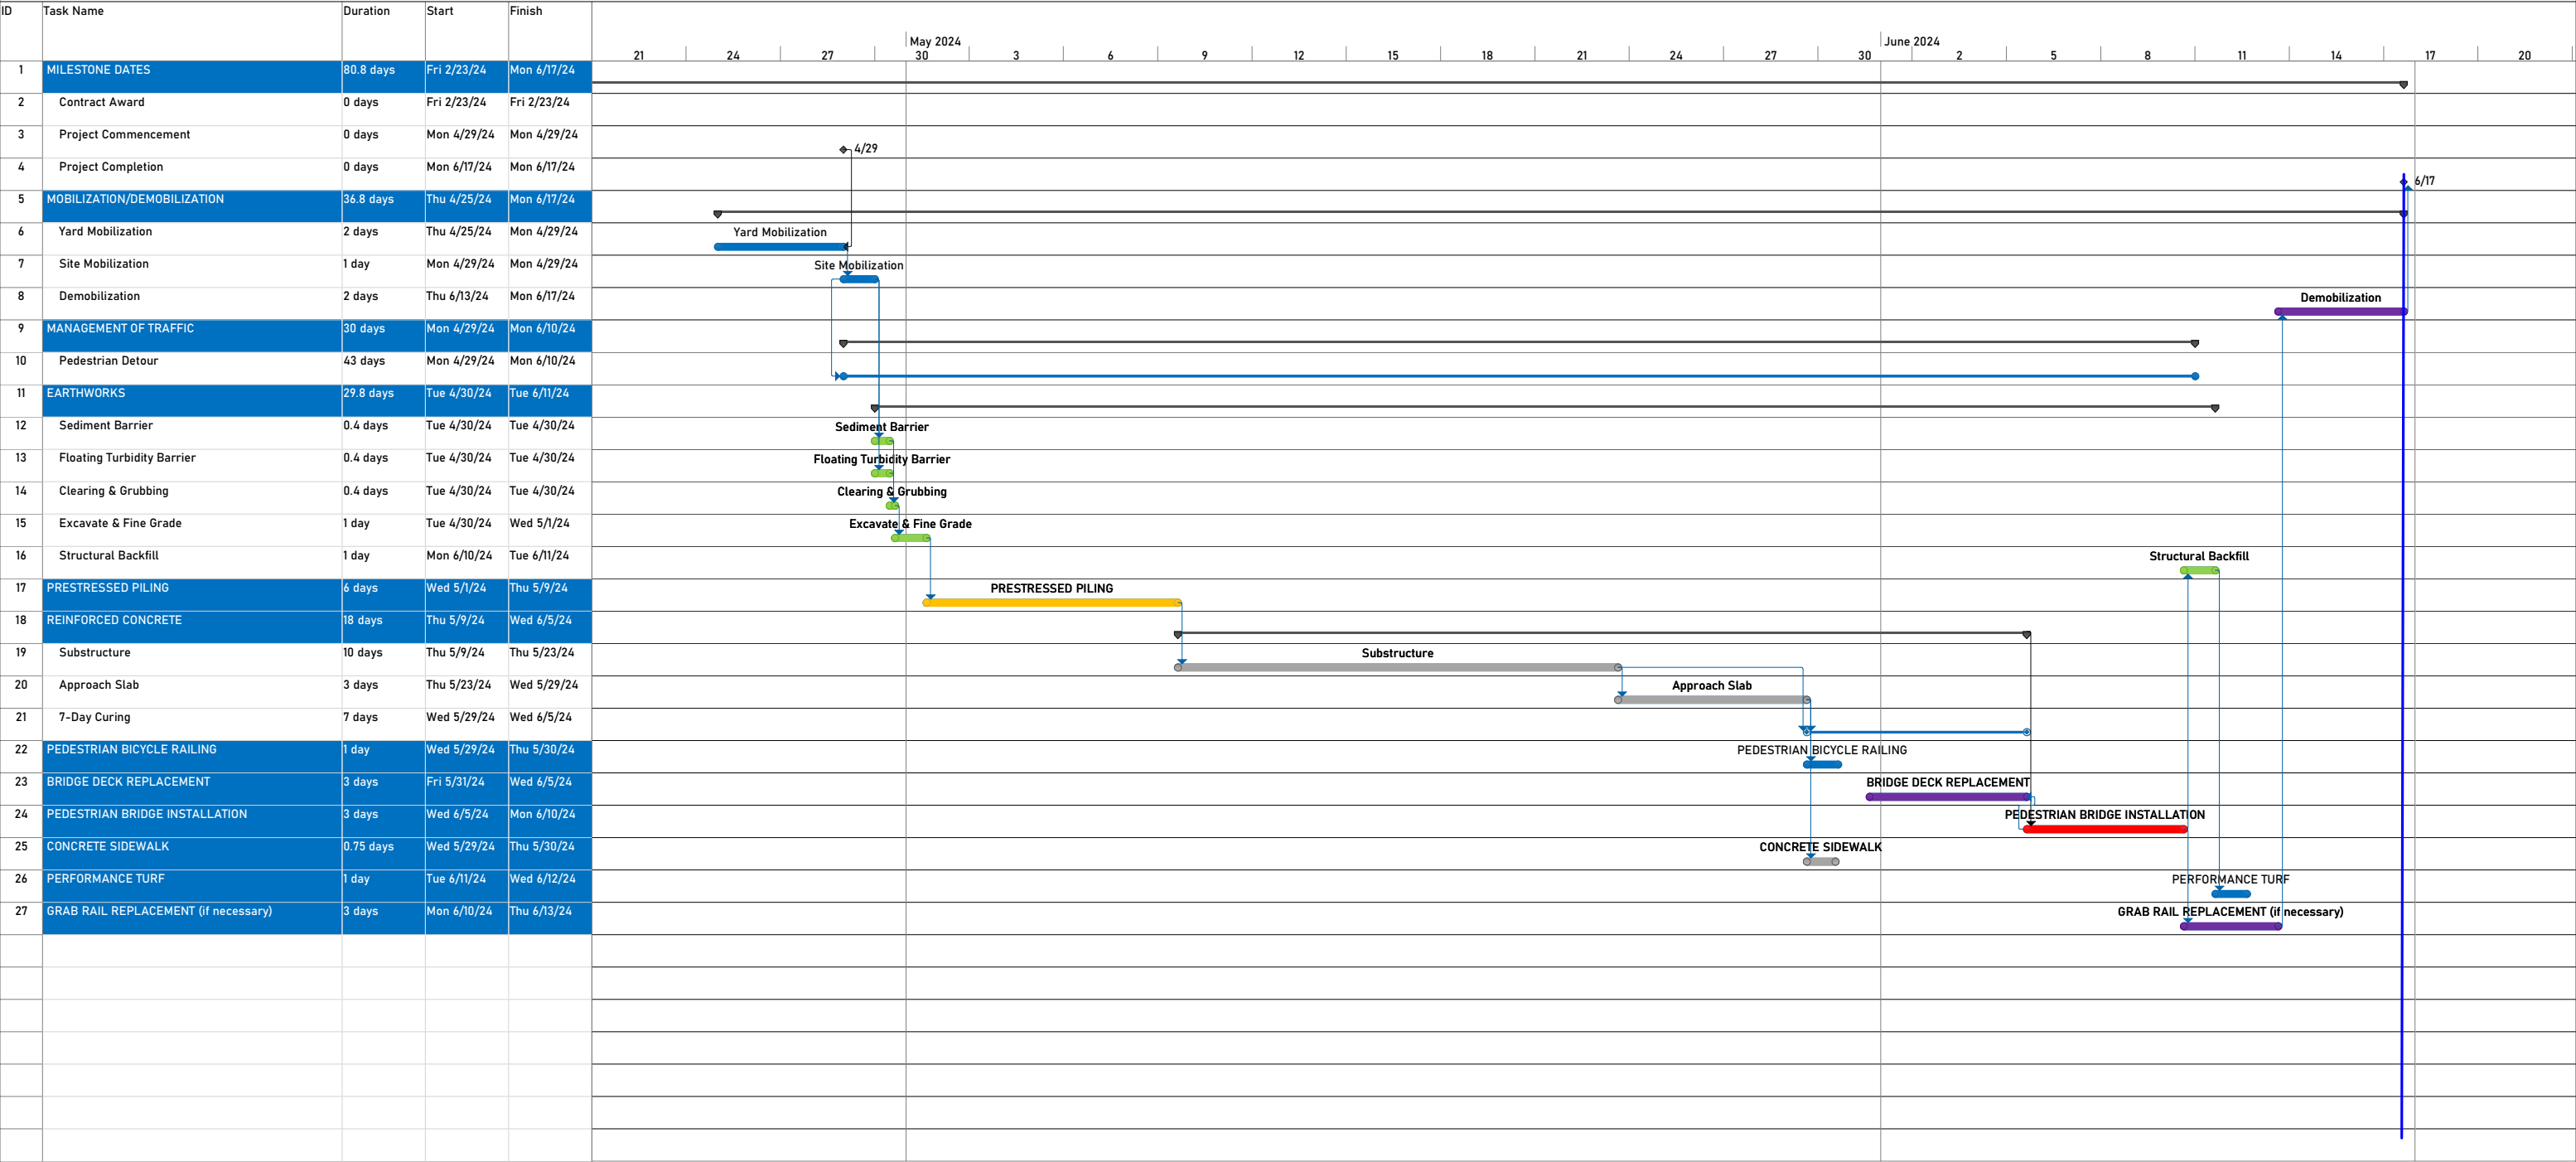 ID Task Name Duration Start Finish
May 2024 June 2024
21 24 27 30 3 6 9 12 15 18 21 24 27 30 2 5 8 11 14 17 20
1 MILESTONE DATES 80.8 days Fri 2/23/24 Mon 6/17/24
2 Contract Award 0 days Fri 2/23/24 Fri 2/23/24
3 Project Commencement 0 days Mon 4/29/24 Mon 4/29/24
4/29
4 Project Completion 0 days Mon 6/17/24 Mon 6/17/24
6/17
5 MOBILIZATION/DEMOBILIZATION 36.8 days Thu 4/25/24 Mon 6/17/24
6 Yard Mobilization 2 days Thu 4/25/24 Mon 4/29/24 Yard Mobilization
7 Site Mobilization 1 day Mon 4/29/24 Mon 4/29/24 Site Mobilization
8 Demobilization 2 days Thu 6/13/24 Mon 6/17/24 Demobilization
9 MANAGEMENT OF TRAFFIC 30 days Mon 4/29/24 Mon 6/10/24
10 Pedestrian Detour 43 days Mon 4/29/24 Mon 6/10/24
11 EARTHWORKS 29.8 days Tue 4/30/24 Tue 6/11/24
12 Sediment Barrier 0.4 days Tue 4/30/24 Tue 4/30/24 Sediment Barrier
13 Floating Turbidity Barrier 0.4 days Tue 4/30/24 Tue 4/30/24 Floating Turbidity Barrier
14 Clearing & Grubbing 0.4 days Tue 4/30/24 Tue 4/30/24 Clearing & Grubbing
15 Excavate & Fine Grade 1 day Tue 4/30/24 Wed 5/1/24 Excavate & Fine Grade
16 Structural Backfill 1 day Mon 6/10/24 Tue 6/11/24 Structural Backfill
17 PRESTRESSED PILING 6 days Wed 5/1/24 Thu 5/9/24 PRESTRESSED PILING
18 REINFORCED CONCRETE 18 days Thu 5/9/24 Wed 6/5/24
19 Substructure 10 days Thu 5/9/24 Thu 5/23/24 Substructure
20 Approach Slab 3 days Thu 5/23/24 Wed 5/29/24 Approach Slab
21 7-Day Curing 7 days Wed 5/29/24 Wed 6/5/24
22 PEDESTRIAN BICYCLE RAILING 1 day Wed 5/29/24 Thu 5/30/24 PEDESTRIAN BICYCLE RAILING
23 BRIDGE DECK REPLACEMENT 3 days Fri 5/31/24 Wed 6/5/24 BRIDGE DECK REPLACEMENT
24 PEDESTRIAN BRIDGE INSTALLATION 3 days Wed 6/5/24 Mon 6/10/24 PEDESTRIAN BRIDGE INSTALLATION
25 CONCRETE SIDEWALK 0.75 days Wed 5/29/24 Thu 5/30/24 CONCRETE SIDEWALK
26 PERFORMANCE TURF 1 day Tue 6/11/24 Wed 6/12/24 PERFORMANCE TURF
27 GRAB RAIL REPLACEMENT (if necessary) 3 days Mon 6/10/24 Thu 6/13/24 GRAB RAIL REPLACEMENT (if necessary)